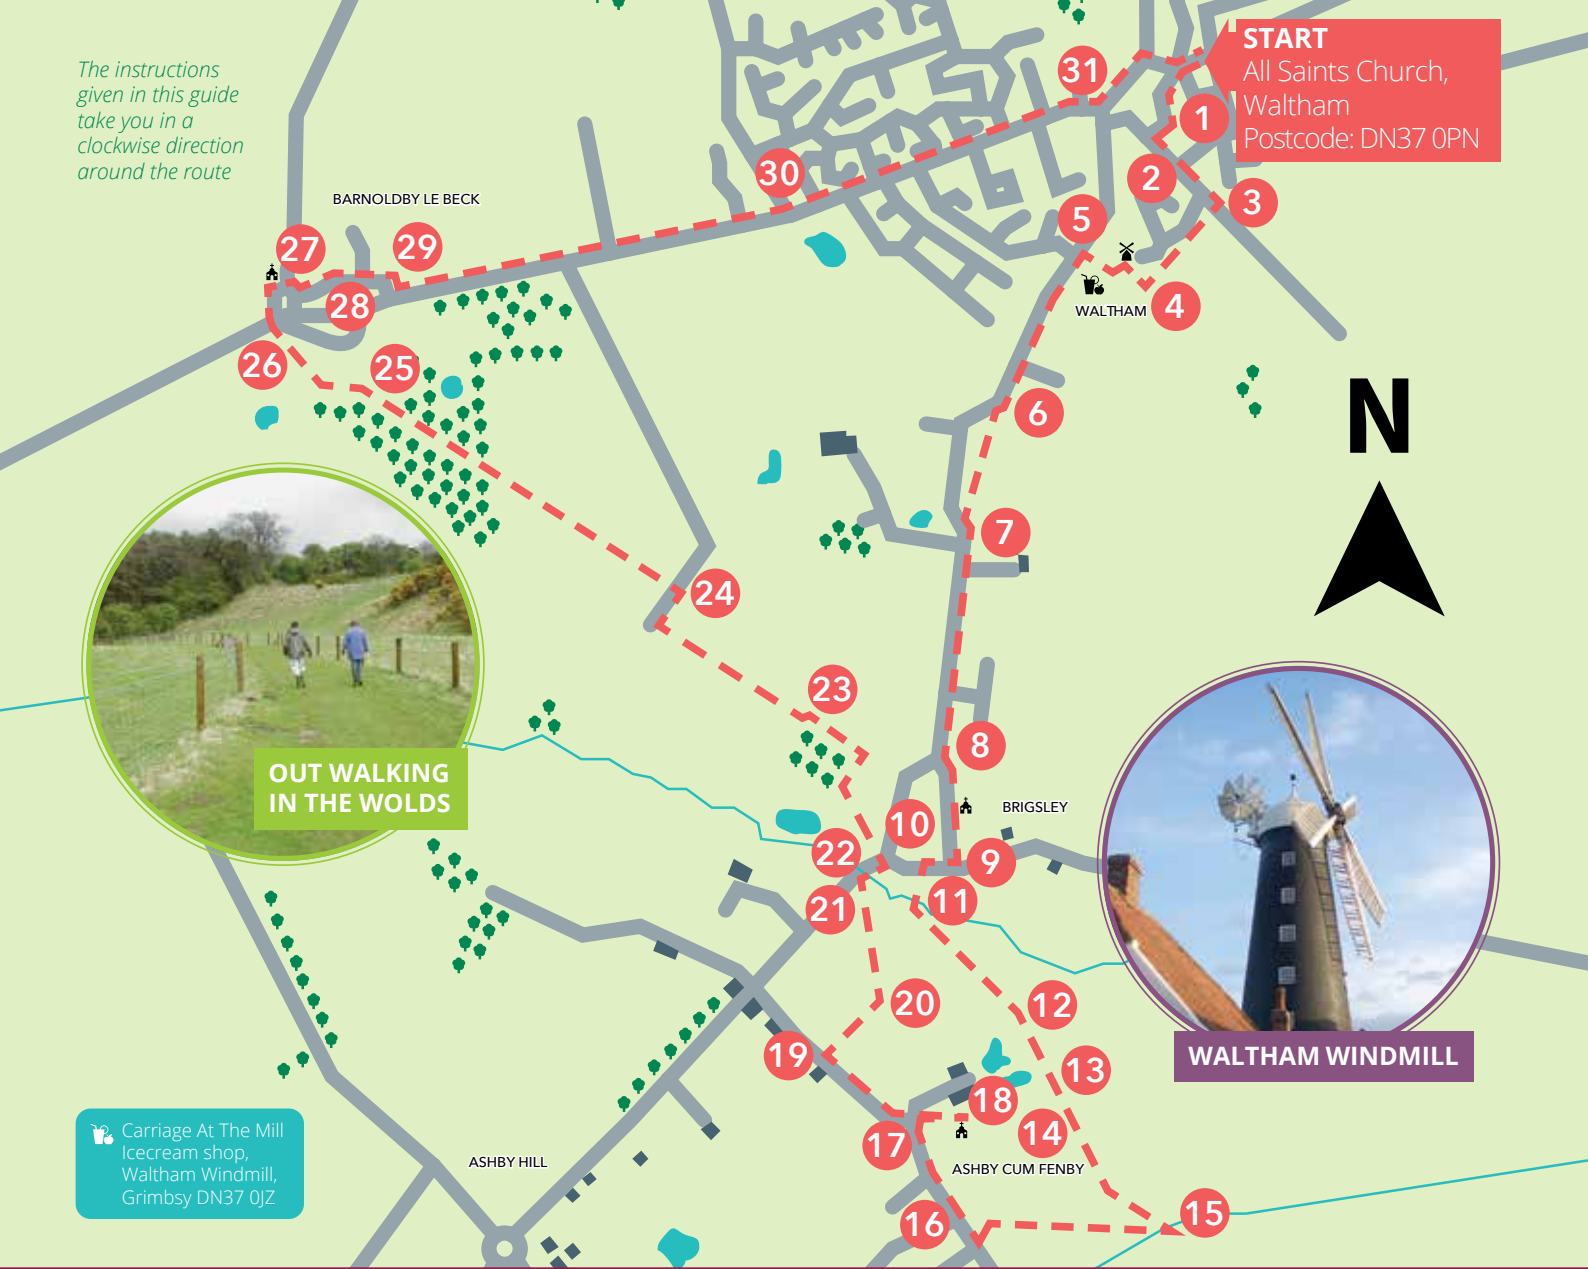 The instructions
given in this guide
take you in a
clockwise direction
around the route
START
All Saints Church,
Waltham
Postcode: DN37 0PN
31
1
30
2
3
BARNOLDBY LE BECK
5
27
29
28
WALTHAM
4
26
25
6
N
7
24
23
8
OUT WALKING
IN THE WOLDS
BRIGSLEY
10
22
9
11
21
20
12
19
WALTHAM WINDMILL
13
18
14
17
Carriage At The Mill
Icecream shop,
Waltham Windmill,
Grimbsy DN37 0JZ
ASHBY HILL
ASHBY CUM FENBY
16
15